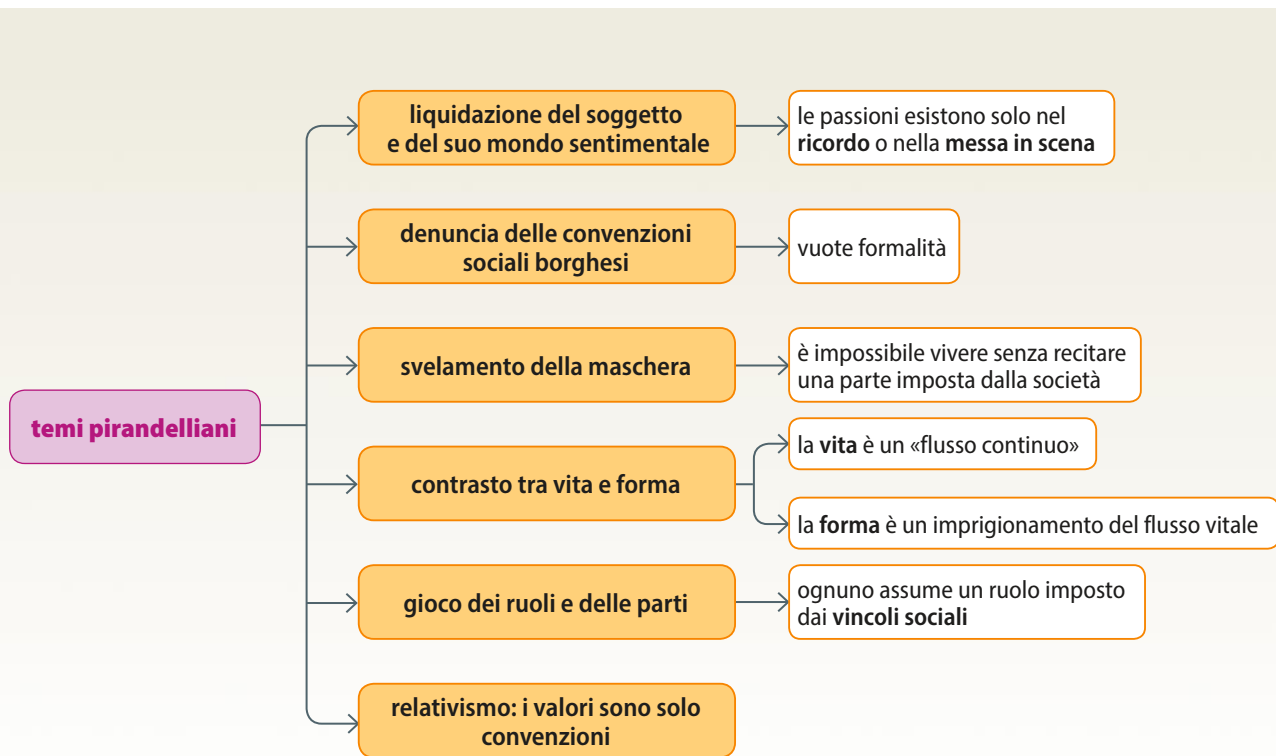 temi pirandelliani
liquidazione del soggetto
e del suo mondo sentimentale
le passioni esistono solo nel
ricordo o nella messa in scena
denuncia delle convenzioni
sociali borghesi
vuote formalità
svelamento della maschera
è impossibile vivere senza recitare
una parte imposta dalla società
contrasto tra vita e forma
la vita è un «flusso continuo»
la forma è un imprigionamento del flusso vitale
gioco dei ruoli e delle parti
ognuno assume un ruolo imposto
dai vincoli sociali
relativismo: i valori sono solo
convenzioni